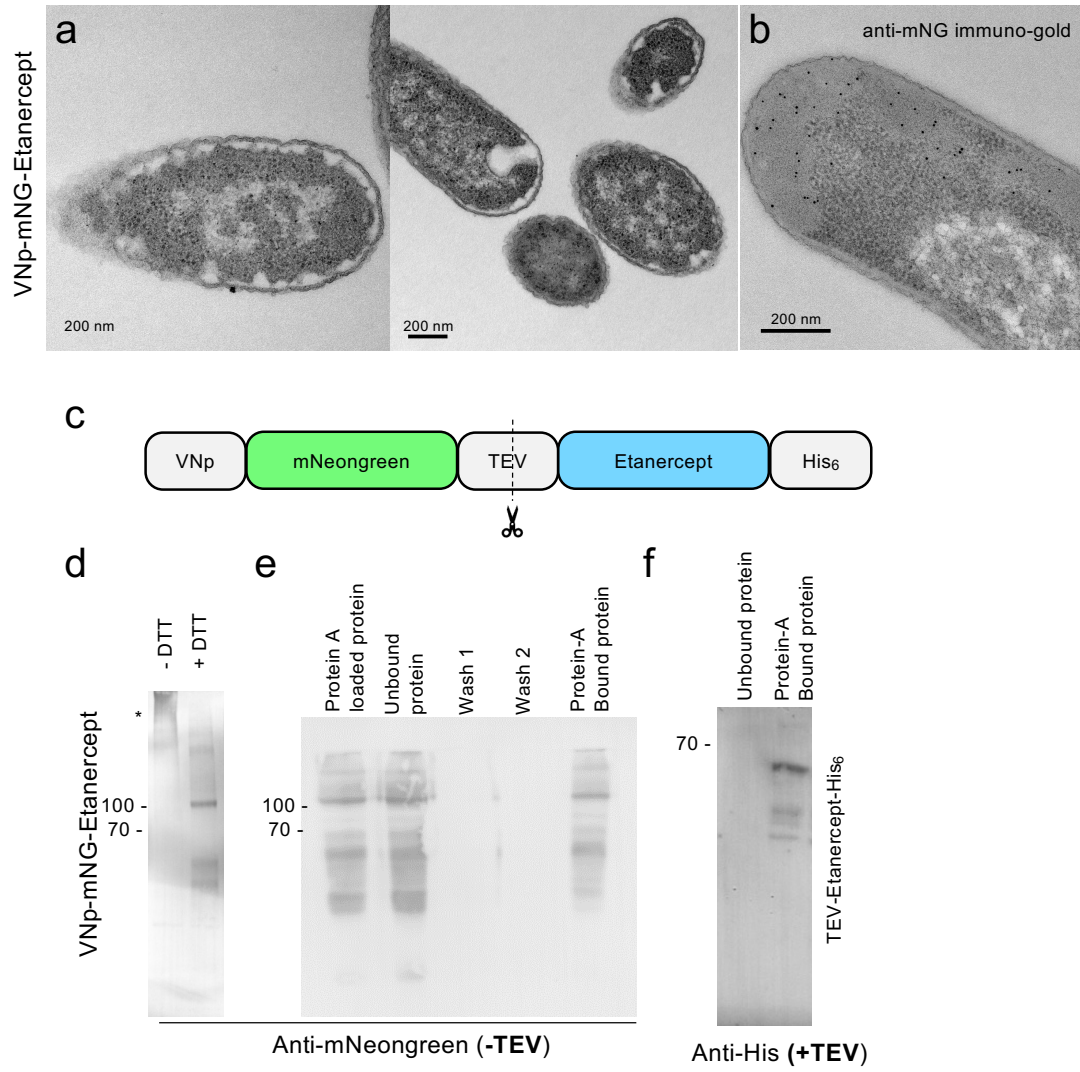 VNp-mNG-Etanercept
a
200 nm
200 nm
b
anti-mNG immuno-gold
200 nm
c
VNp
mNeongreen
TEV
Etanercept
His₆
d
- DTT
+ DTT
*
VNp-mNG-Etanercept
100 -
70 -
e
Protein A
loaded protein
Unbound
protein
Wash 1
Wash 2
Protein-A
Bound protein
100 -
70 -
Anti-mNeongreen (-TEV)
f
Unbound protein
Protein-A
Bound protein
70 -
TEV-Etanercept-His₆
Anti-His (+TEV)